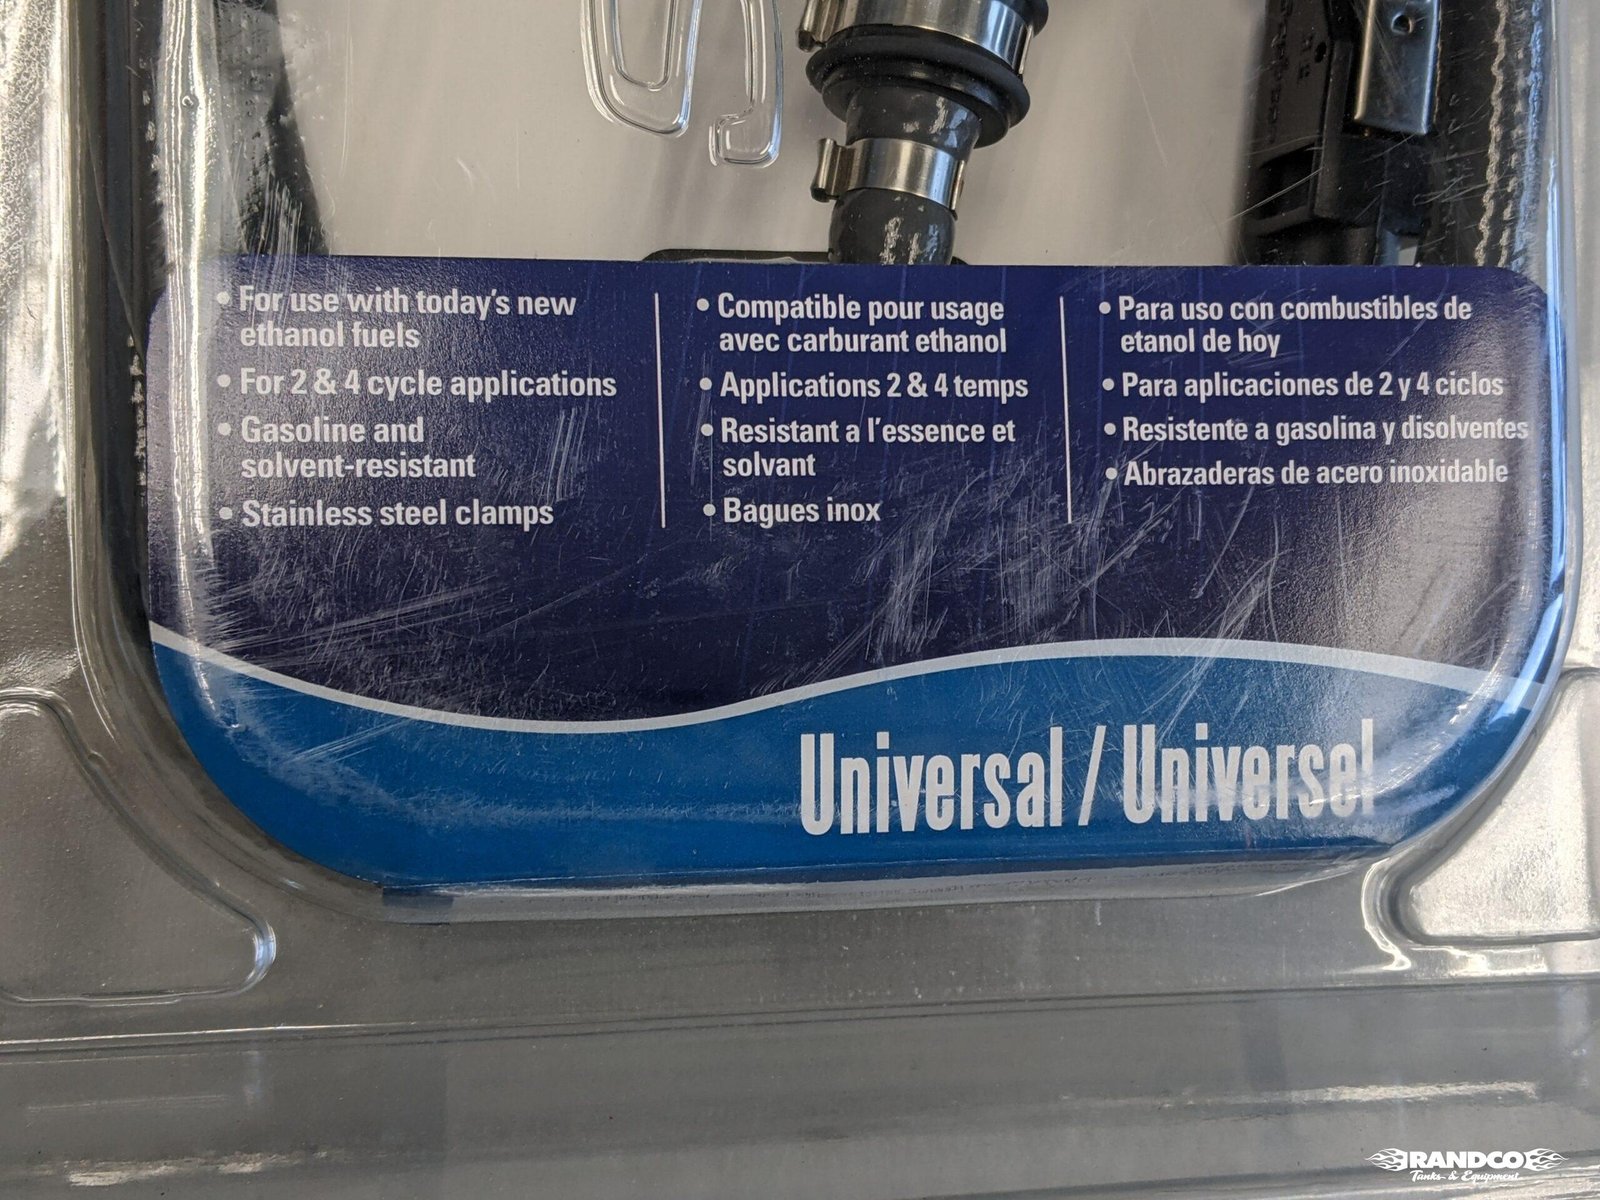 • For use with today's new
ethanol fuels
• For 2 & 4 cycle applications
• Gasoline and
solvent-resistant
• Stainless steel clamps
• Compatible pour usage
avec carburant ethanol
• Applications 2 & 4 temps
• Resistant a l'essence et
solvant
• Bagues inox
• Para uso con combustibles de
etanol de hoy
• Para aplicaciones de 2 y 4 ciclos
• Resistente a gasolina y disolventes
• Abrazaderas de acero inoxidable
Universal / Universel
RANDCO
Tanks & Equipment